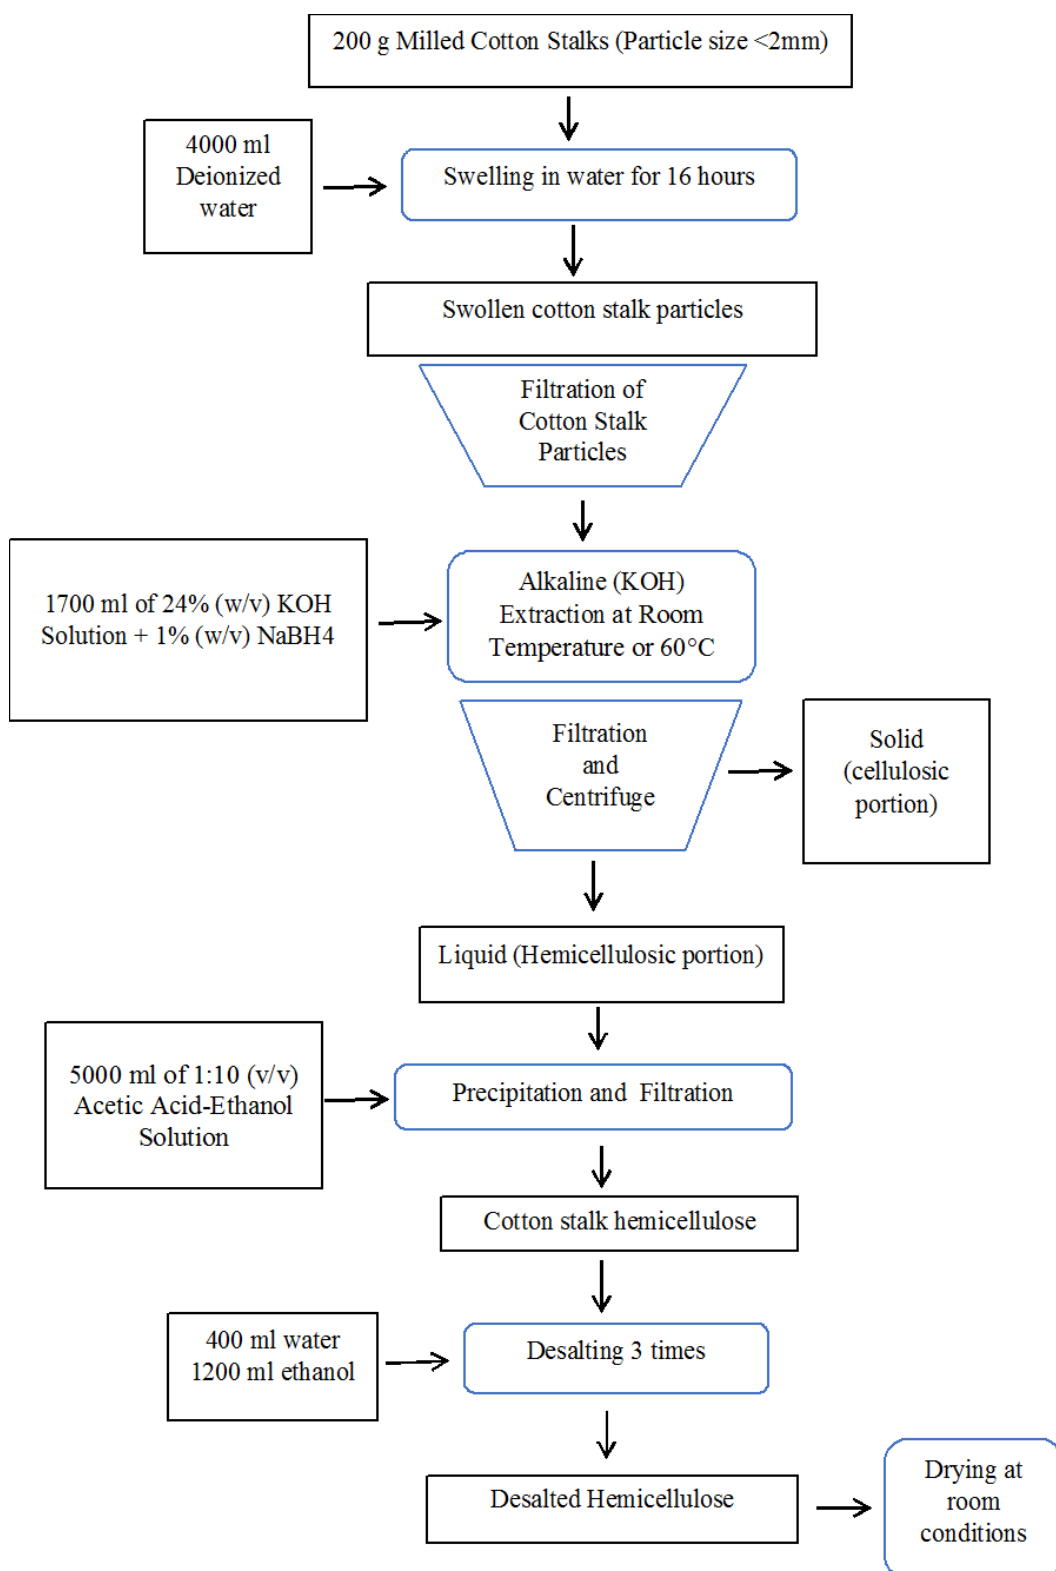 200 g Milled Cotton Stalks (Particle size <2mm)
4000 ml
Deionized
water
Swelling in water for 16 hours
Swollen cotton stalk particles
Filtration of
Cotton Stalk
Particles
1700 ml of 24% (w/v) KOH
Solution + 1% (w/v) NaBH4
Alkaline (KOH)
Extraction at Room
Temperature or 60°C
Filtration
and
Centrifuge
Solid
(cellulosic
portion)
Liquid (Hemicellulosic portion)
5000 ml of 1:10 (v/v)
Acetic Acid-Ethanol
Solution
Precipitation and Filtration
Cotton stalk hemicellulose
400 ml water
1200 ml ethanol
Desalting 3 times
Desalted Hemicellulose
Drying at
room
conditions